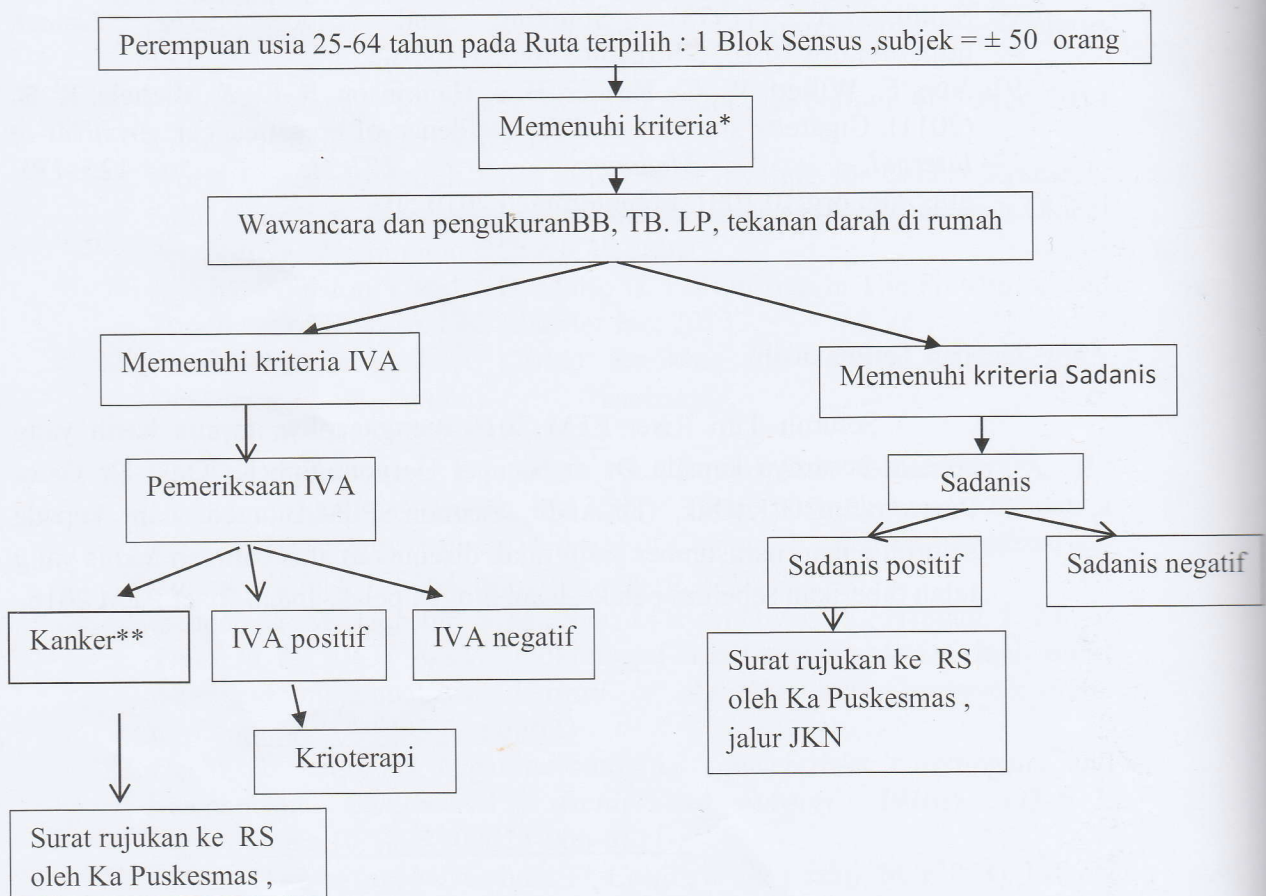 Perempuan usia 25-64 tahun pada Ruta terpilih : 1 Blok Sensus ,subjek = ± 50 orang
Memenuhi kriteria*
Wawancara dan pengukuranBB, TB. LP, tekanan darah di rumah
Memenuhi kriteria IVA
Memenuhi kriteria Sadanis
Pemeriksaan IVA
Sadanis
Sadanis positif
Sadanis negatif
Kanker**
IVA positif
IVA negatif
Surat rujukan ke RS
oleh Ka Puskesmas ,
jalur JKN
Krioterapi
Surat rujukan ke RS
oleh Ka Puskesmas ,